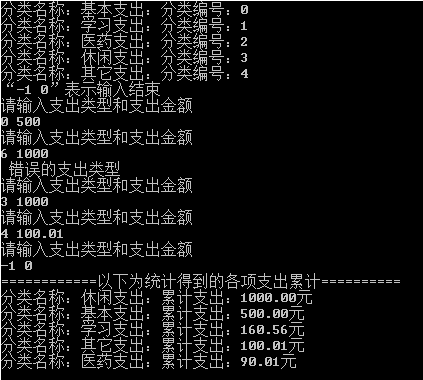 分类名称：基本支出：分类编号：0
分类名称：学习支出：分类编号：1
分类名称：医药支出：分类编号：2
分类名称：休闲支出：分类编号：3
分类名称：其它支出：分类编号：4
“-1 0”表示输入结束
请输入支出类型和支出金额
0 500
请输入支出类型和支出金额
6 1000
错误的支出类型
请输入支出类型和支出金额
3 1000
请输入支出类型和支出金额
4 100.01
请输入支出类型和支出金额
-1 0
============以下为统计得到的各项支出累计==========
分类名称：休闲支出：累计支出：1000.00元
分类名称：基本支出：累计支出：500.00元
分类名称：学习支出：累计支出：160.56元
分类名称：其它支出：累计支出：100.01元
分类名称：医药支出：累计支出：90.01元